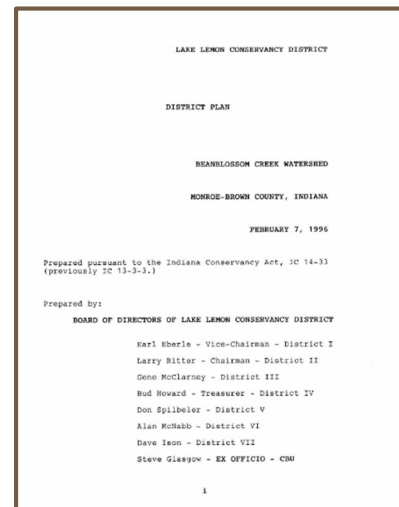 LAKE LEMON CONSERVANCY DISTRICT
DISTRICT PLAN
BEANBLOSSOM CREEK WATERSHED
MONROE-BROWN COUNTY, INDIANA
FEBRUARY 7, 1996
Prepared pursuant to the Indiana Conservancy Act, IC 14-33
(previously IC 13-3-3.)
Prepared by:
BOARD OF DIRECTORS OF LAKE LEMON CONSERVANCY DISTRICT
Earl Eberle - Vice-Chairman - District I
Larry Ritter - Chairman - District II
Gene McClarney - District III
Bud Howard - Treasurer - District IV
Don Spilbeler - District V
Alan McNabb - District VI
Dave Ison - District VII
Steve Glasgow - EX OFFICIO - CBU
i